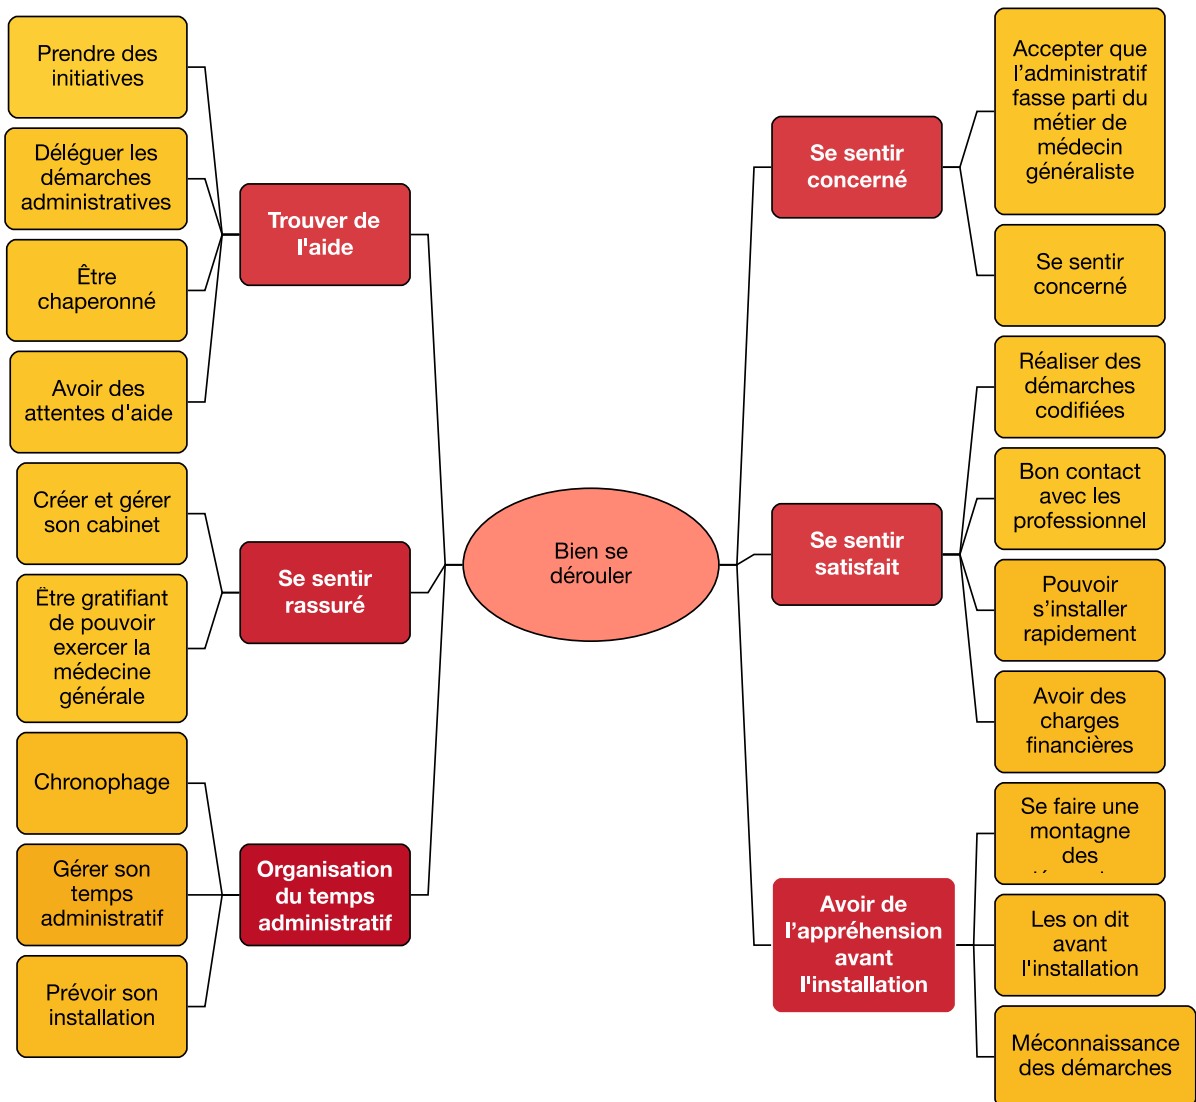 Prendre des
initiatives
Déléguer les
démarches
administratives
Être
chaperonné
Avoir des
attentes d'aide
Trouver de
l'aide
Créer et gérer
son cabinet
Être gratifiant
de pouvoir
exercer la
médecine
générale
Se sentir
rassuré
Chronophage
Gérer son
temps
administratif
Prévoir son
installation
Organisation
du temps
administratif
Bien se
dérouler
Se sentir
concerné
Accepter que
l’administratif
fasse parti du
métier de
médecin
généraliste
Se sentir
concerné
Se sentir
satisfait
Réaliser des
démarches
codifiées
Bon contact
avec les
professionnel
Pouvoir
s’installer
rapidement
Avoir des
charges
financières
Avoir de
l’appréhension
avant
l'installation
Se faire une
montagne
des
Les on dit
avant
l'installation
Méconnaissance
des démarches